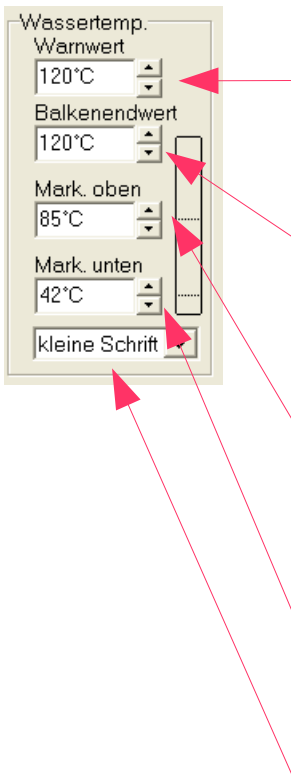 Wassertemp.
Warnwert
120°C
Balkenendwert
120°C
Mark. oben
85°C
Mark. unten
42°C
kleine Schrift